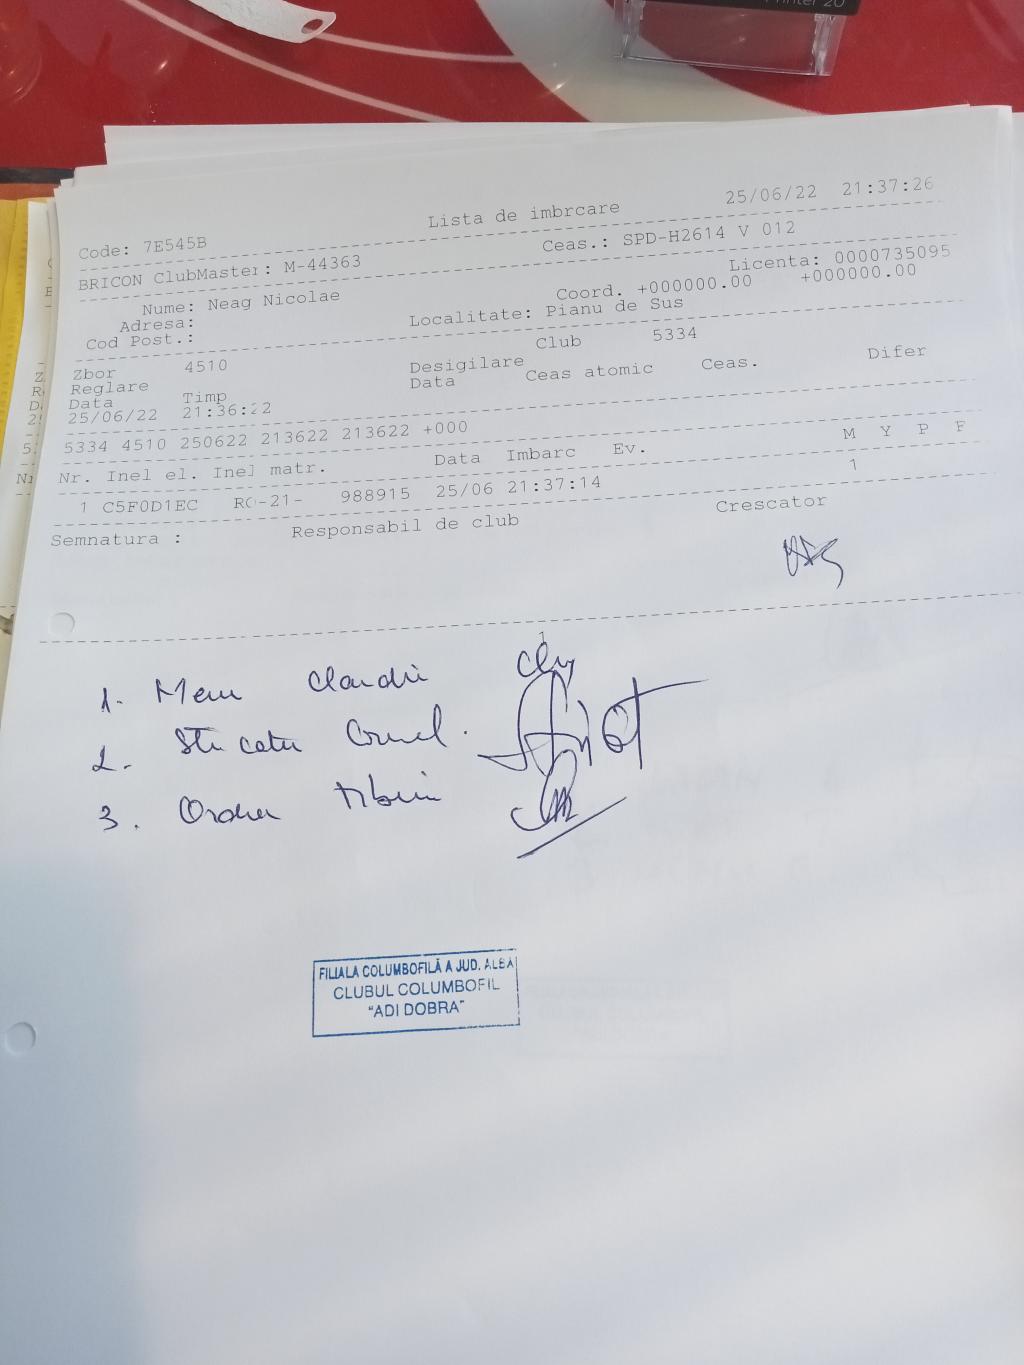 Printer 20
25/06/22 21:37:26
Lista de imbrcare
Code: 7E545B
Ceas.: SPD-H2614 V 012
BRICON ClubMaster: M-44363
Licenta: 0000735095
Nume: Neag Nicolae
Coord. +000000.00 +000000.00
Adresa:
Localitate: Pianu de Sus
Cod Post.:
Club 5334
Zbor 4510
Desigilare
Reglare
Data Ceas atomic Ceas. Difer
Data Timp
25/06/22 21:36:22
5334 4510 250622 213622 213622 +000
Nr. Inel el. Inel matr. Data Imbarc Ev. M Y P F
1 C5F0D1EC RO-21- 988915 25/06 21:37:14 1
Semnatura : Responsabil de club Crescator
1.
2.
3.
FILIALA COLUMBOFILĂ A JUD. ALBA
CLUBUL COLUMBOFIL
"ADI DOBRA"